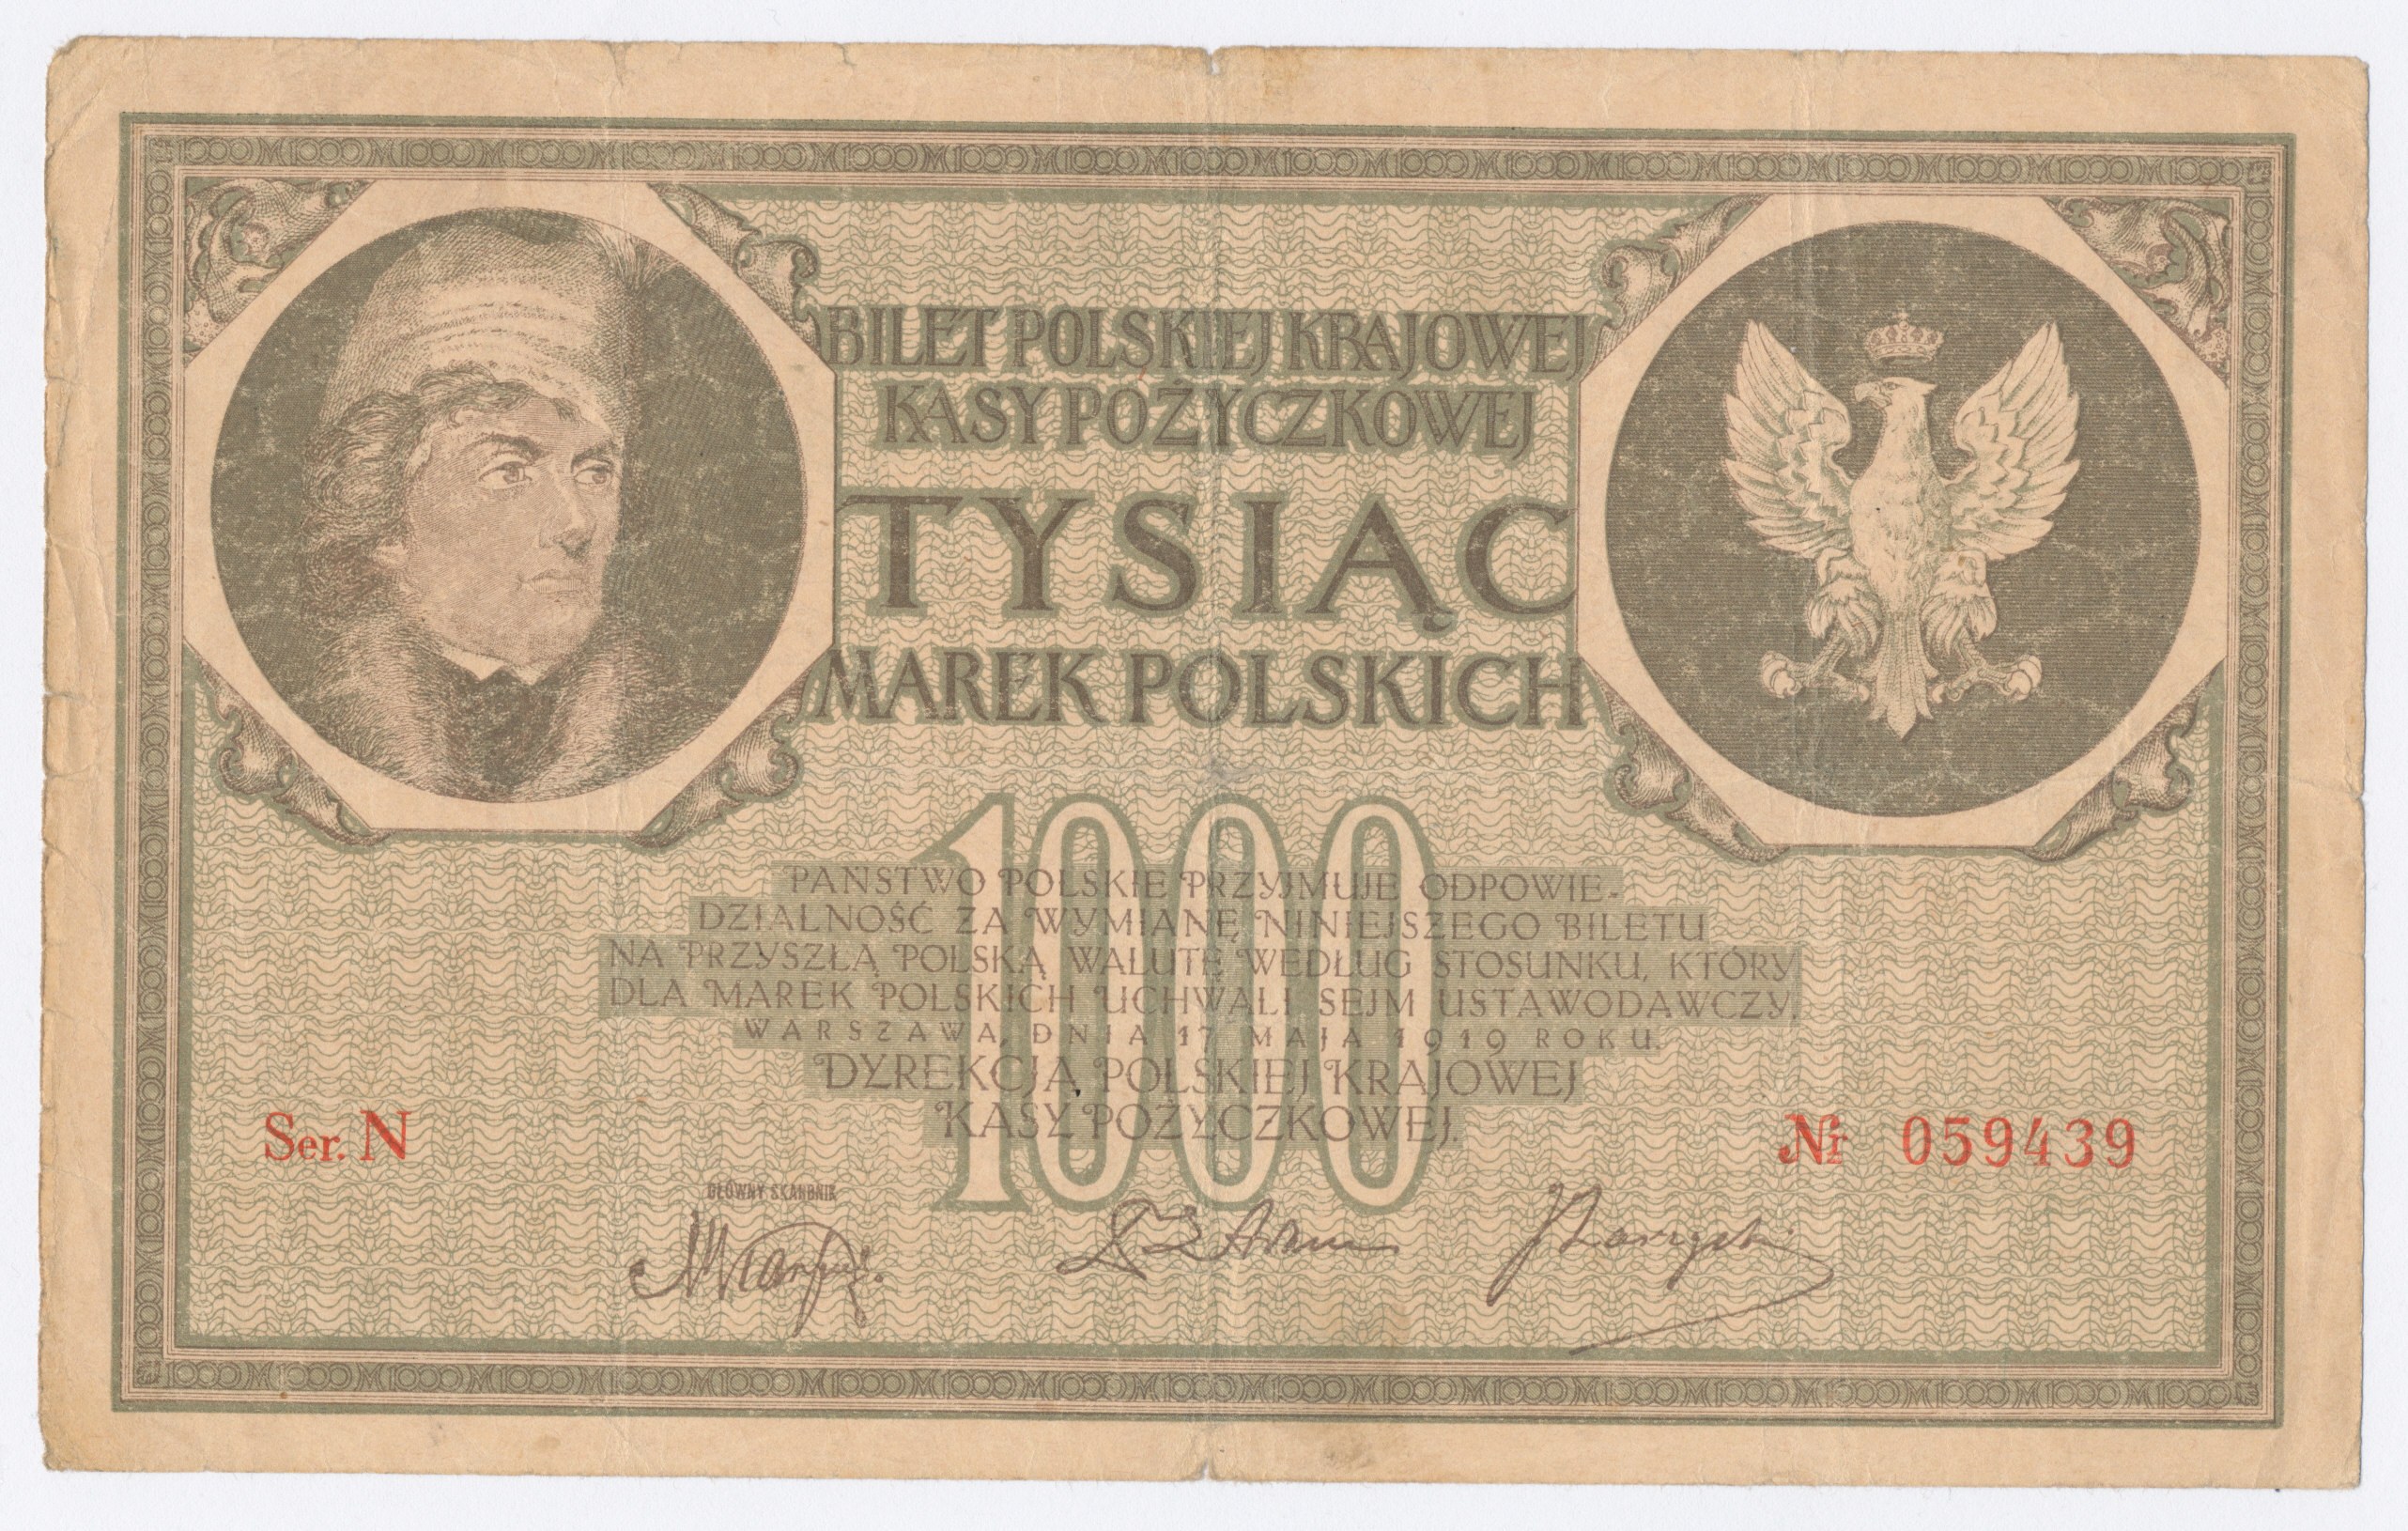 BILET POLSKIEJ KRAJOWEJ
KASY POŻYCZKOWEJ
TYSIĄC
MAREK POLSKICH
1000
PAŃSTWO POLSKIE PRZYJMUJE ODPOWIE-
DZIALNOŚĆ ZA WYMIANĘ NINIEJSZEGO BILETU
NA PRZYSZŁĄ POLSKĄ WALUTĘ WEDŁUG STOSUNKU, KTÓRY
DLA MAREK POLSKICH UCHWALI SEJM USTAWODAWCZY.
WARSZAWA, DNIA 17 MAJA 1919 ROKU.
DYREKCJA POLSKIEJ KRAJOWEJ
KASY POŻYCZKOWEJ.
Ser. N
Nr 059439
GŁÓWNY SKARBNIK